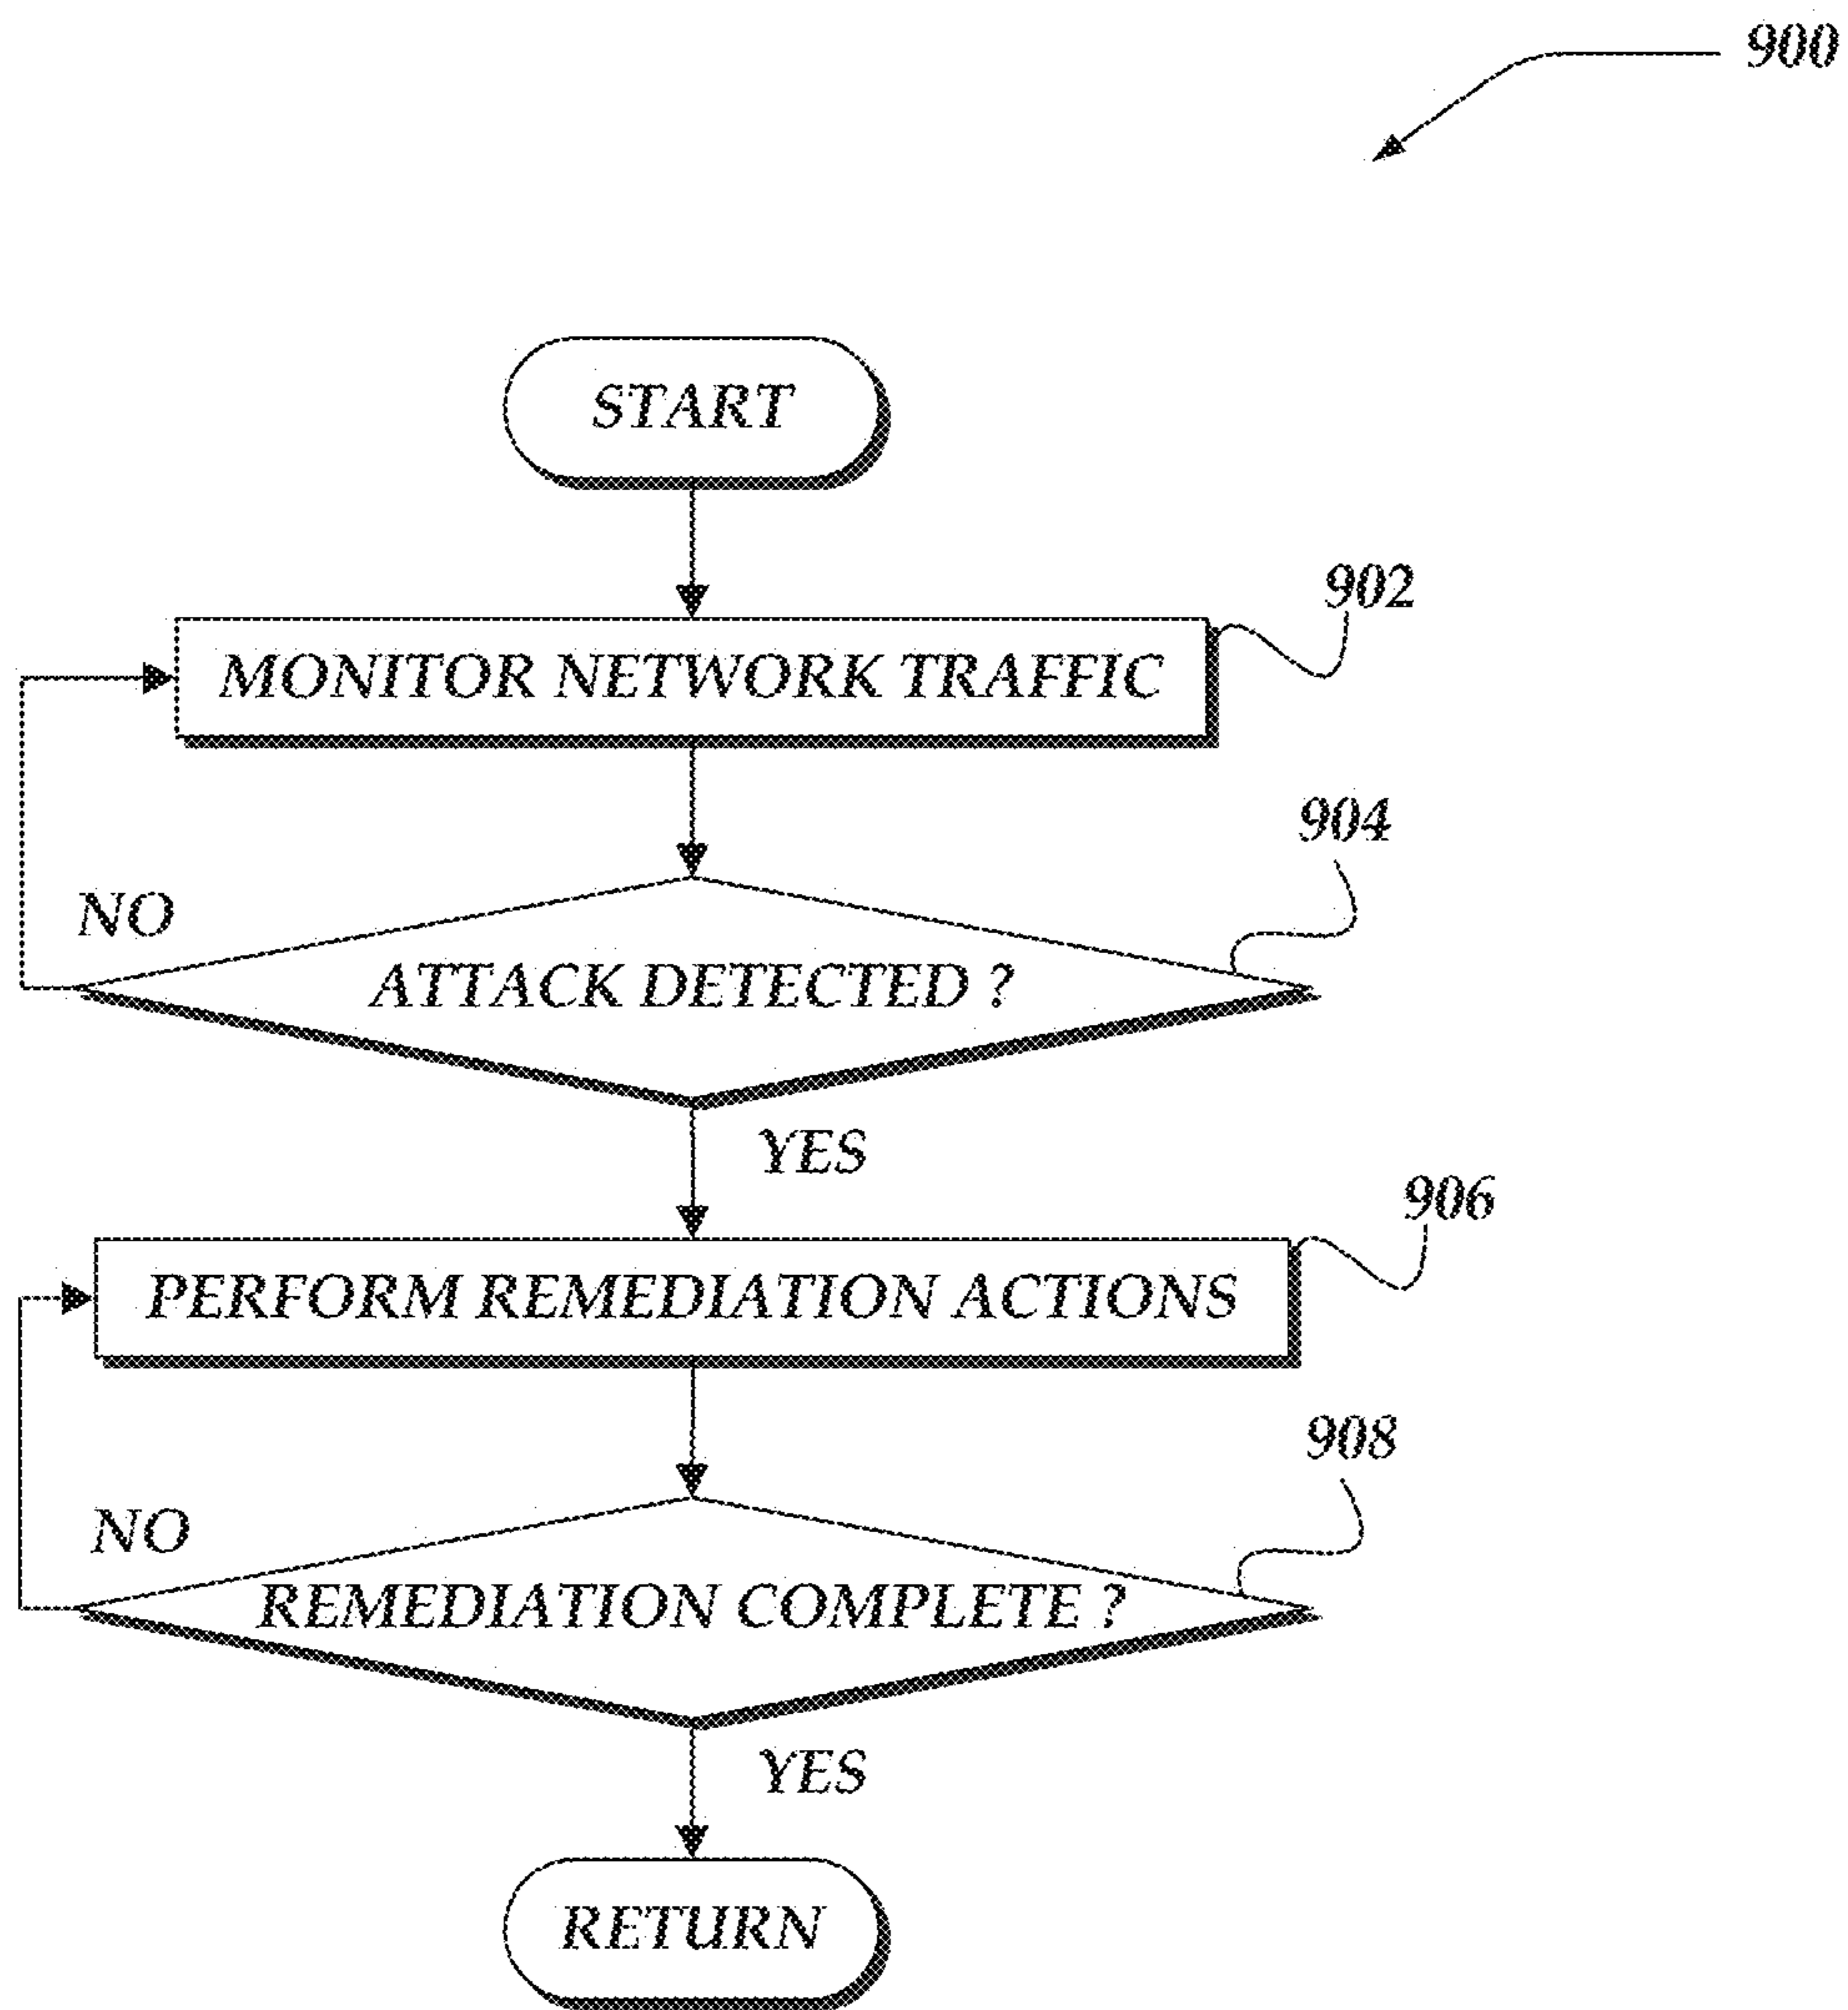 900
START
902
MONITOR NETWORK TRAFFIC
904
NO
ATTACK DETECTED ?
YES
906
PERFORM REMEDIATION ACTIONS
908
NO
REMEDIATION COMPLETE ?
YES
RETURN